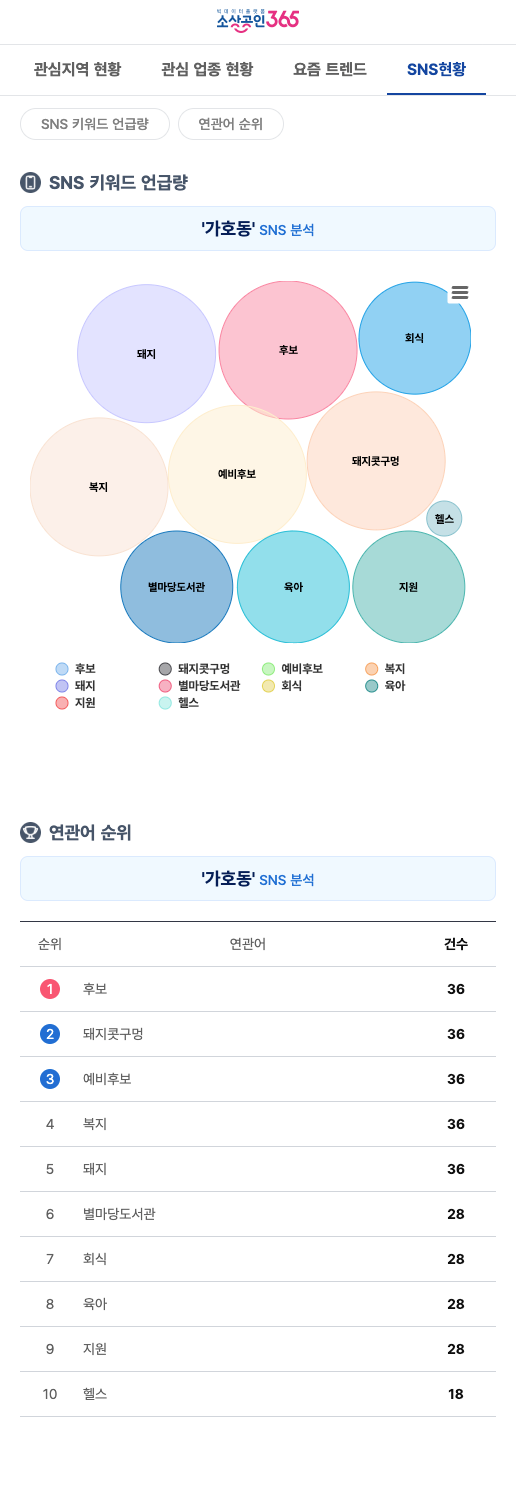 빅데이터플랫폼
소상공인365
관심지역 현황 관심 업종 현황 요즘 트렌드 SNS현황
SNS 키워드 언급량 연관어 순위
SNS 키워드 언급량
'가호동' SNS 분석
돼지 후보 회식
복지 예비후보 돼지콧구멍
헬스
별마당도서관 육아 지원
후보 돼지콧구멍 예비후보 복지
돼지 별마당도서관 회식 육아
지원 헬스
연관어 순위
'가호동' SNS 분석
순위 연관어 건수
1 후보 36
2 돼지콧구멍 36
3 예비후보 36
4 복지 36
5 돼지 36
6 별마당도서관 28
7 회식 28
8 육아 28
9 지원 28
10 헬스 18